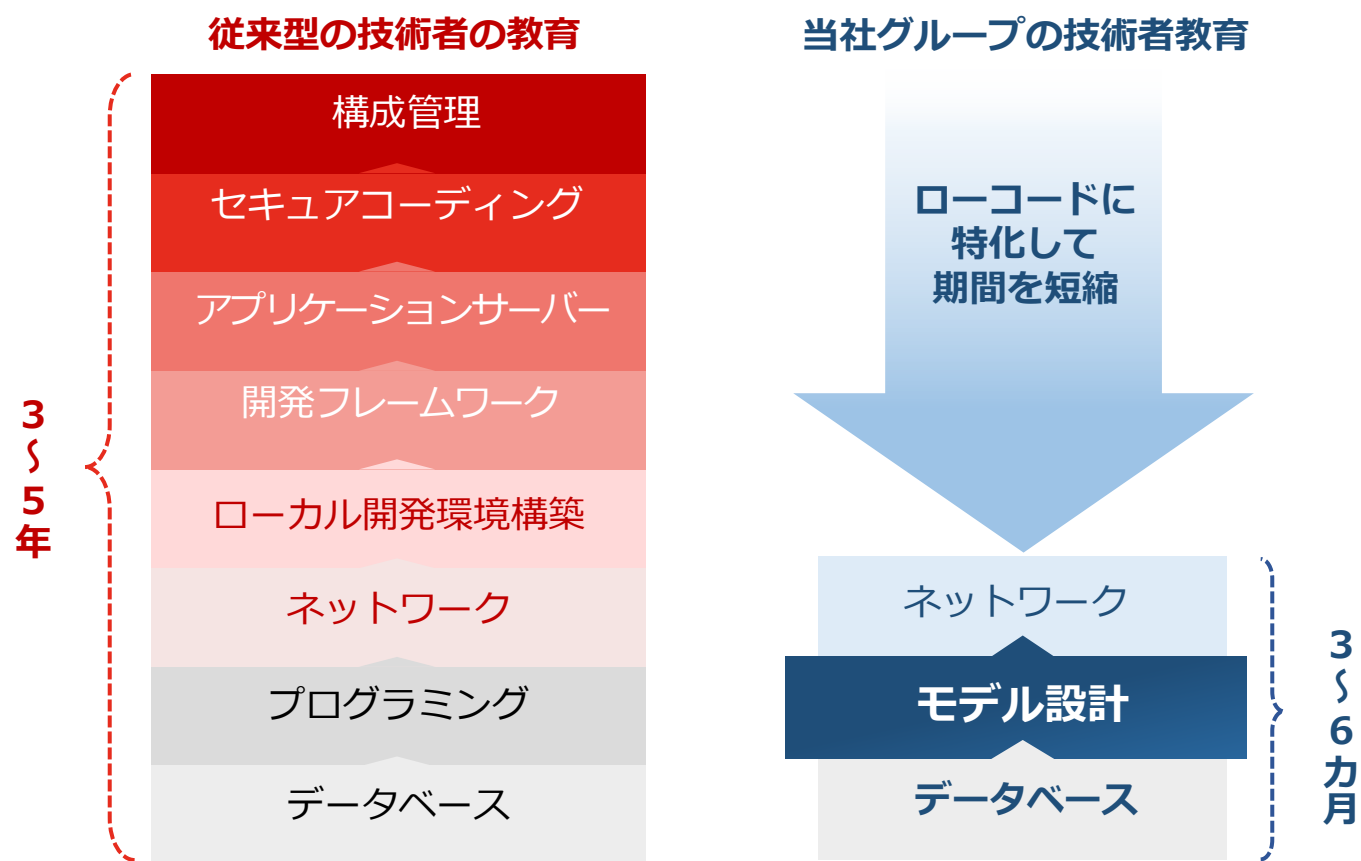 従来型の技術者の教育
構成管理
セキュアコーディング
アプリケーションサーバー
開発フレームワーク
ローカル開発環境構築
ネットワーク
プログラミング
データベース
3～5年
当社グループの技術者教育
ローコードに
特化して
期間を短縮
ネットワーク
モデル設計
データベース
3～6カ月